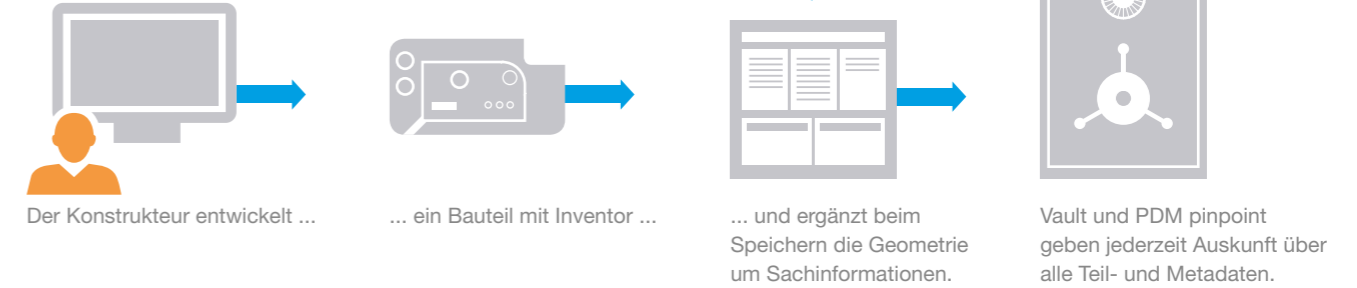 Der Konstrukteur entwickelt ...
... ein Bauteil mit Inventor ...
... und ergänzt beim
Speichern die Geometrie
um Sachinformationen.
Vault und PDM pinpoint
geben jederzeit Auskunft über
alle Teil- und Metadaten.